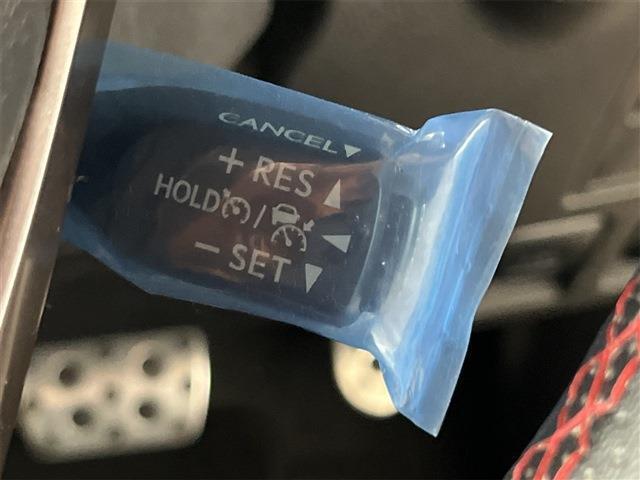 CANCEL▼
+ RES ▲
HOLD / ◀
− SET ▼